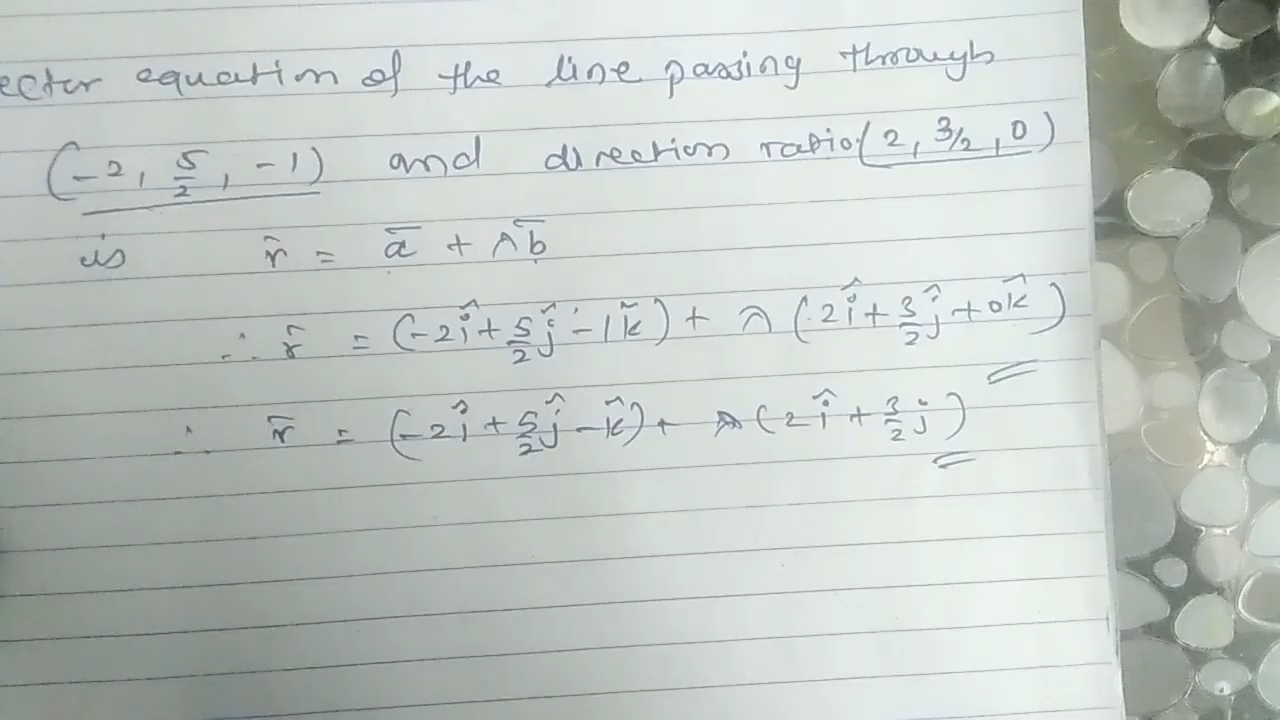 ector equation of the line passing through
(-2, 5/2, -1) and direction ratio (2, 3/2, 0)
is r̄ = ā + λb̄
∴ r̄ = (-2î + 5/2 ĵ - 1k̂) + λ (2î + 3/2 ĵ + 0k̂)
∴ r̄ = (-2î + 5/2 ĵ - k̂) + λ (2î + 3/2 j)